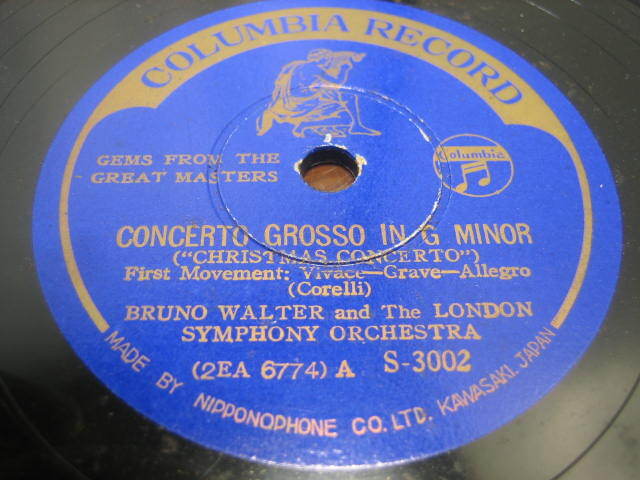 COLUMBIA RECORD
GEMS FROM THE
GREAT MASTERS
Columbia
CONCERTO GROSSO IN G MINOR
("CHRISTMAS CONCERTO")
First Movement: Vivace—Grave—Allegro
(Corelli)
BRUNO WALTER and The LONDON
SYMPHONY ORCHESTRA
(2EA 6774) A S-3002
MADE BY NIPPONOPHONE CO. LTD. KAWASAKI, JAPAN